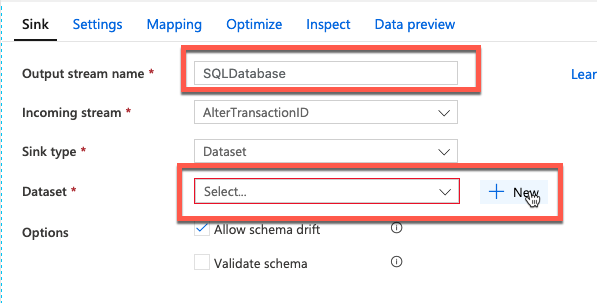 Sink Settings Mapping Optimize Inspect Data preview
Output stream name * SQLDatabase Lear
Incoming stream * AlterTransactionID
Sink type * Dataset
Dataset * Select... + New
Options Allow schema drift
Validate schema